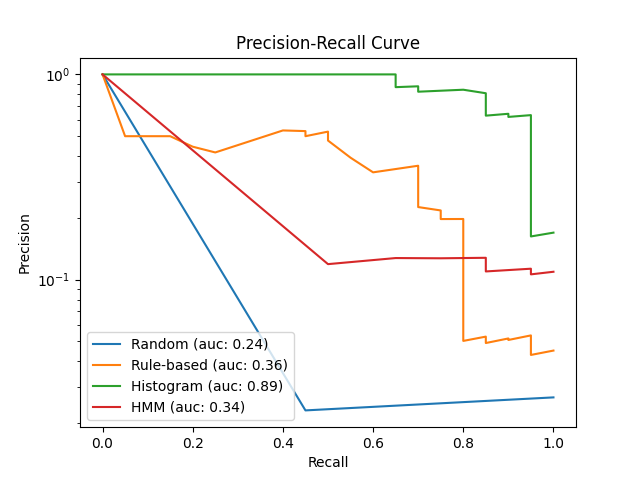 Precision-Recall Curve
10⁰
10⁻¹
Precision
Random (auc: 0.24)
Rule-based (auc: 0.36)
Histogram (auc: 0.89)
HMM (auc: 0.34)
0.0 0.2 0.4 0.6 0.8 1.0
Recall